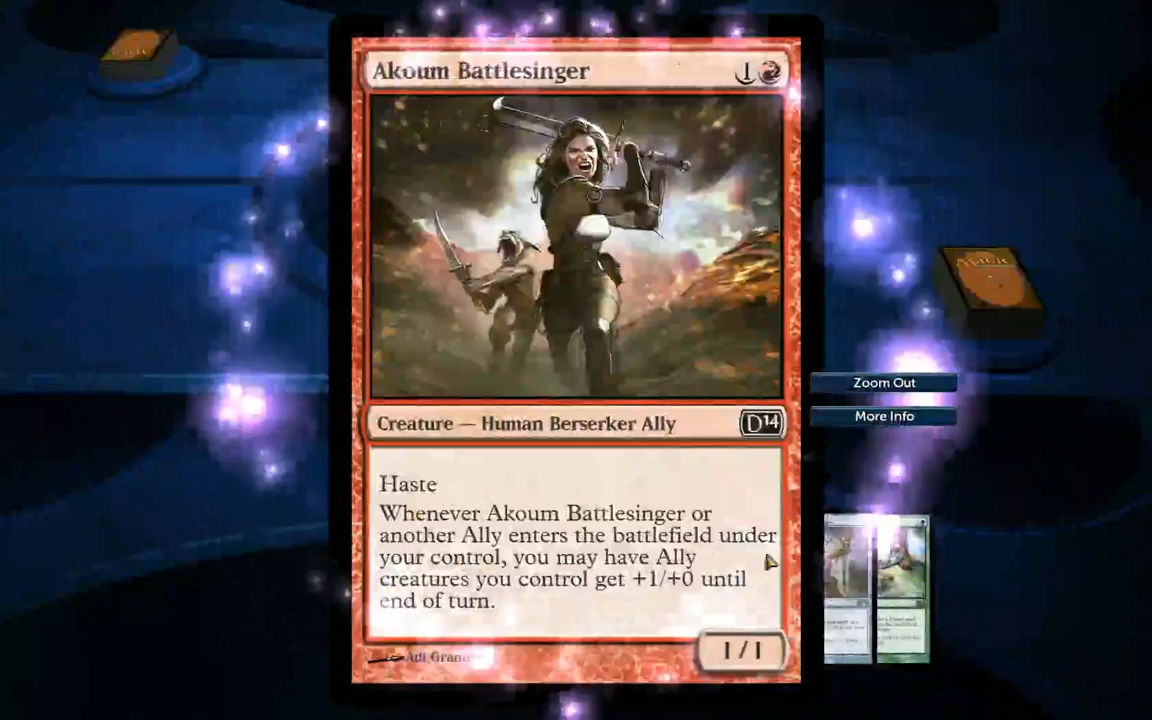 Akoum Battlesinger
1
Creature — Human Berserker Ally
D14
Haste
Whenever Akoum Battlesinger or
another Ally enters the battlefield under
your control, you may have Ally
creatures you control get +1/+0 until
end of turn.
1/1
Zoom Out
More Info